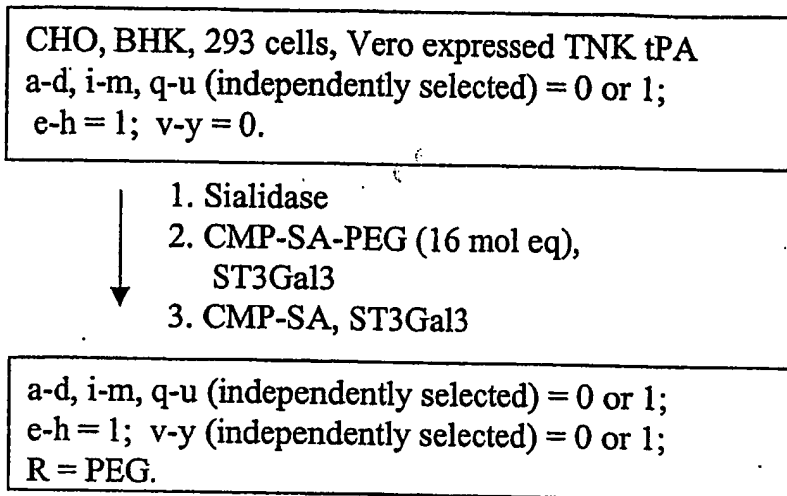 CHO, BHK, 293 cells, Vero expressed TNK tPA
a-d, i-m, q-u (independently selected) = 0 or 1;
e-h = 1; v-y = 0.
1. Sialidase
2. CMP-SA-PEG (16 mol eq),
ST3Gal3
3. CMP-SA, ST3Gal3
a-d, i-m, q-u (independently selected) = 0 or 1;
e-h = 1; v-y (independently selected) = 0 or 1;
R = PEG.